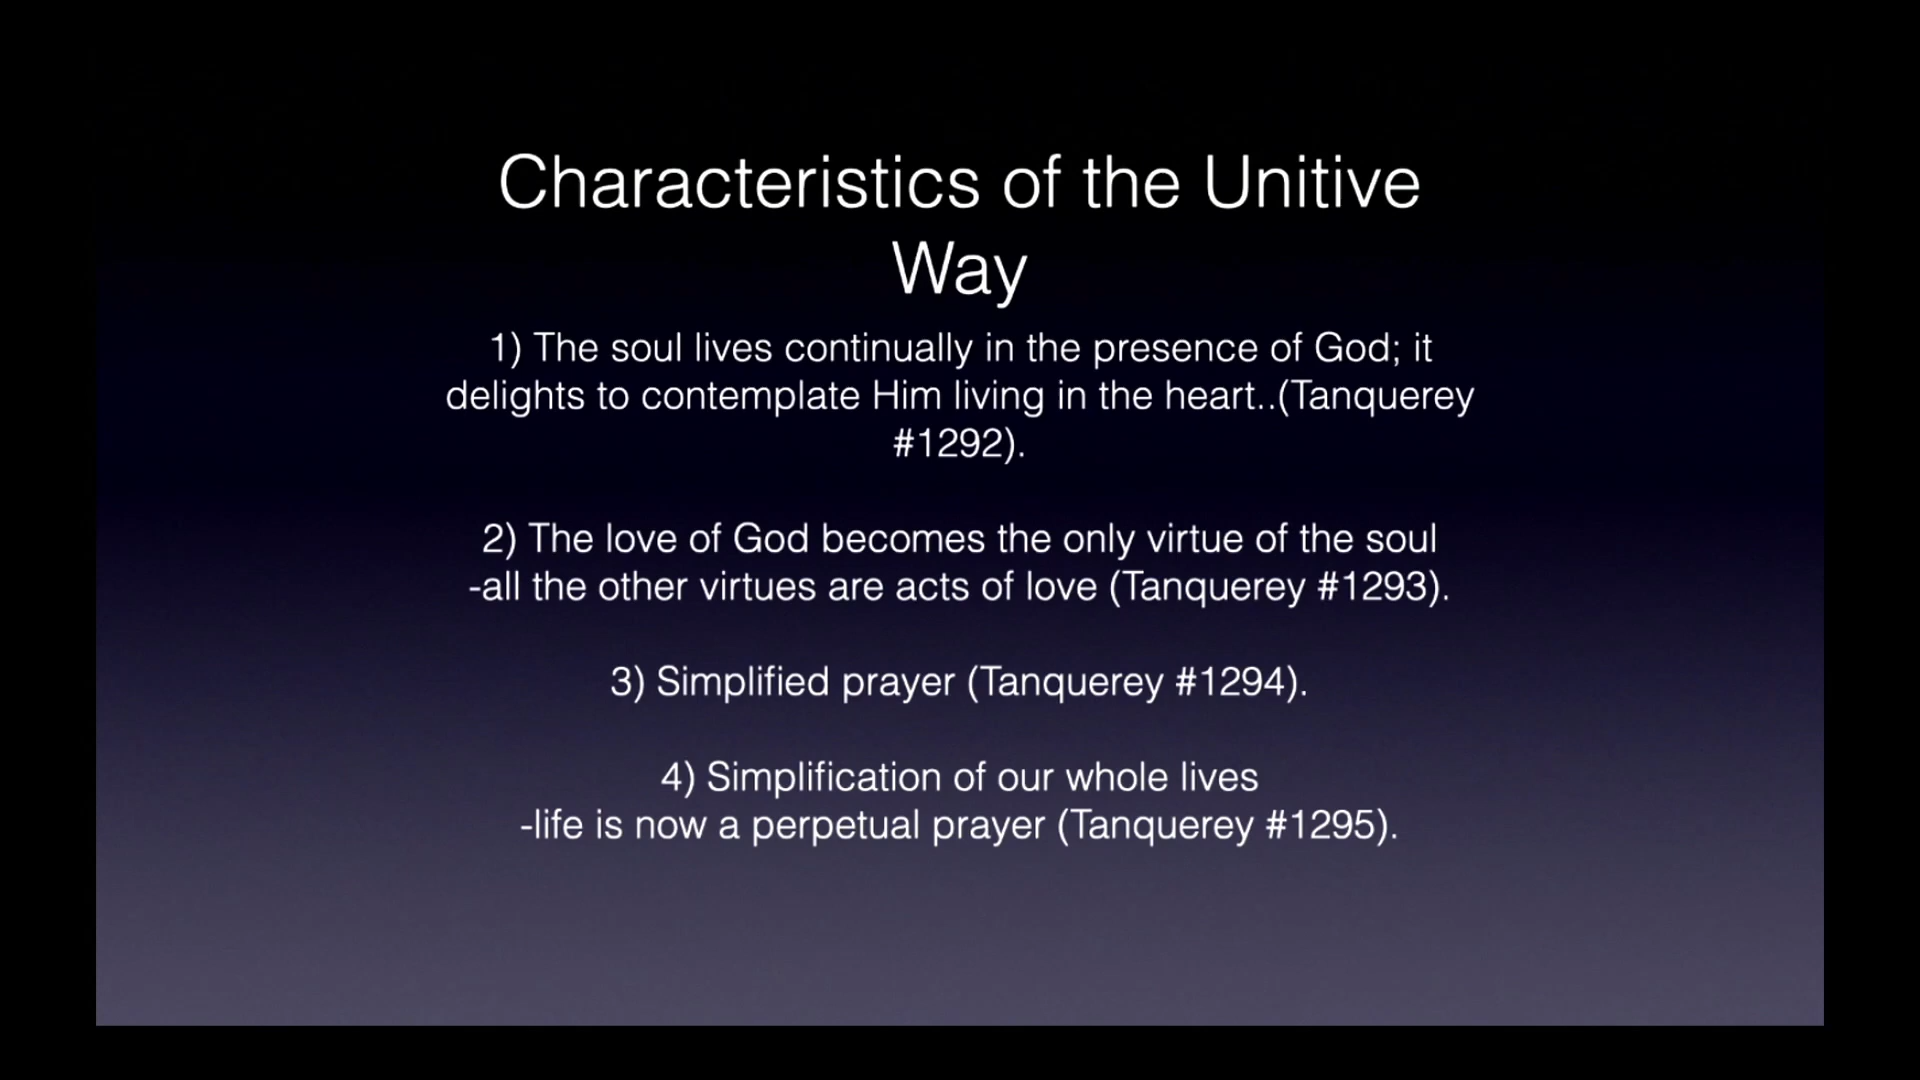 Characteristics of the Unitive
Way
1) The soul lives continually in the presence of God; it
delights to contemplate Him living in the heart..(Tanquerey
#1292).
2) The love of God becomes the only virtue of the soul
-all the other virtues are acts of love (Tanquerey #1293).
3) Simplified prayer (Tanquerey #1294).
4) Simplification of our whole lives
-life is now a perpetual prayer (Tanquerey #1295).